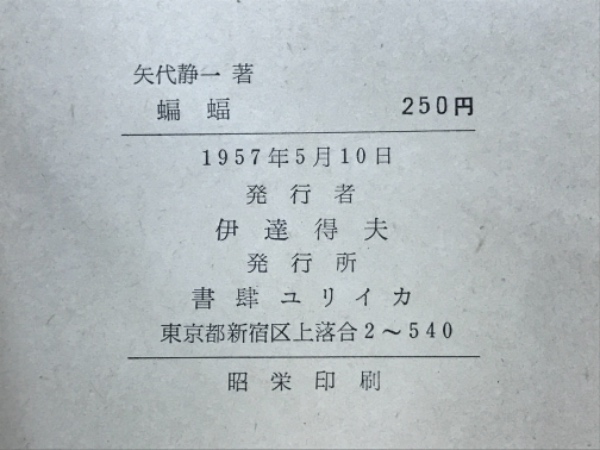 矢代静一 著
蝙蝠 250円
1957年5月10日
発行者
伊達得夫
発行所
書肆ユリイカ
東京都新宿区上落合2〜540
昭栄印刷